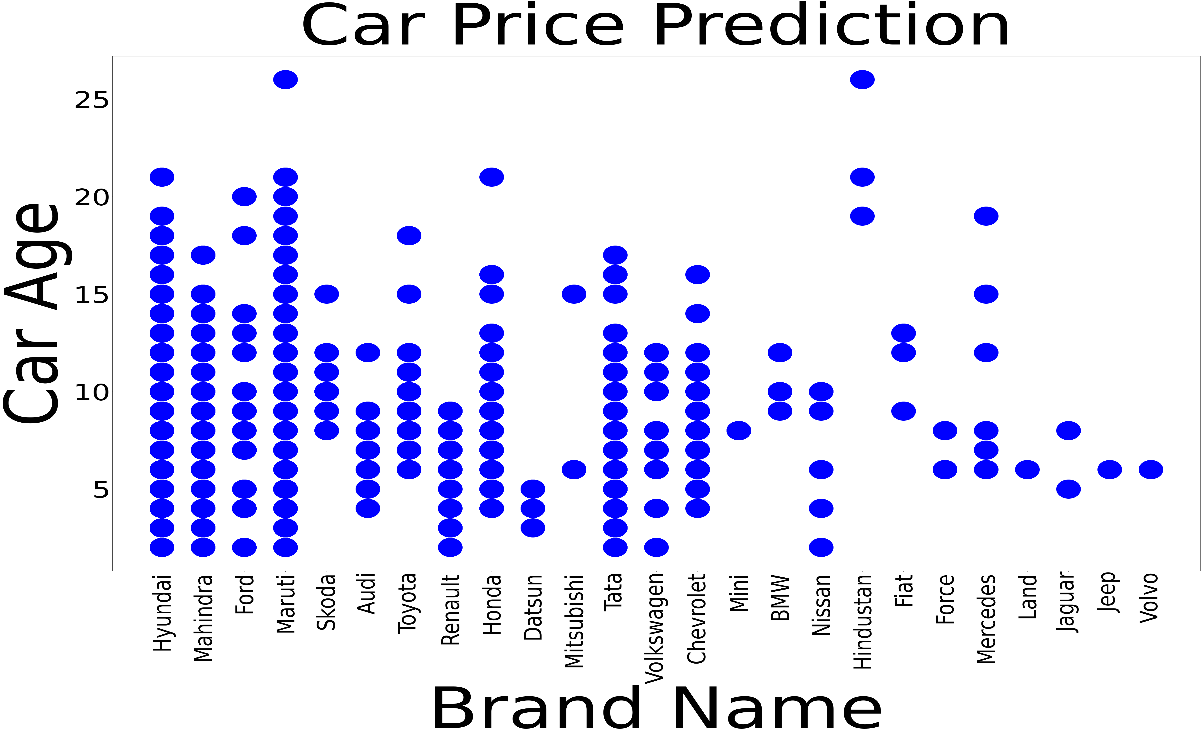 Car Price Prediction
Car Age
25
20
15
10
5
Hyundai
Mahindra
Ford
Maruti
Skoda
Audi
Toyota
Renault
Honda
Datsun
Mitsubishi
Tata
Volkswagen
Chevrolet
Mini
BMW
Nissan
Hindustan
Fiat
Force
Mercedes
Land
Jaguar
Jeep
Volvo
Brand Name